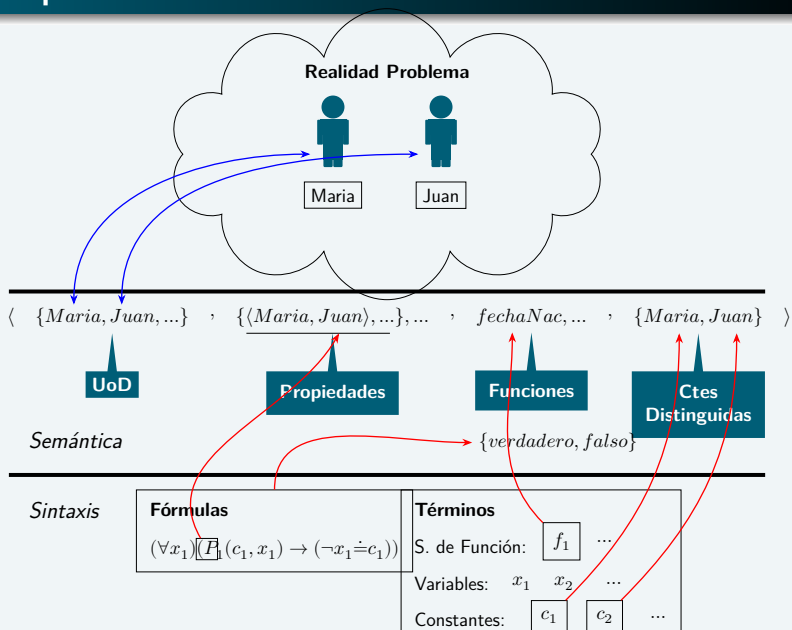 Realidad Problema
Maria Juan
⟨ {Maria, Juan, ...} , {⟨Maria, Juan⟩, ...}, ... , fechaNac, ... , {Maria, Juan} ⟩
UoD
Propiedades
Funciones
Ctes
Distinguidas
Semántica
{verdadero, falso}
Sintaxis
Fórmulas
(∀x₁)(P₁(c₁, x₁) → (¬x₁≐c₁))
Términos
S. de Función: f₁ ...
Variables: x₁ x₂ ...
Constantes: c₁ c₂ ...